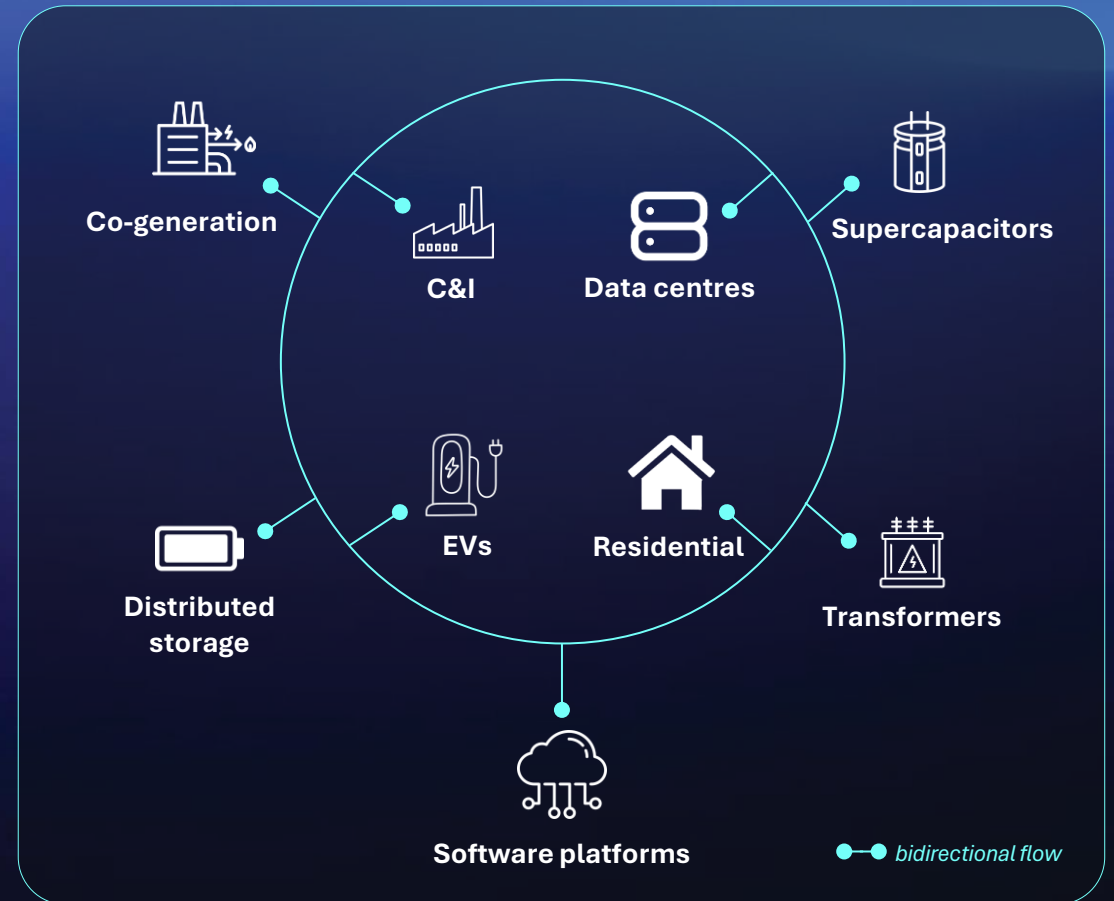 Co-generation
C&I
Data centres
Supercapacitors
EVs
Residential
Distributed
storage
Transformers
Software platforms
bidirectional flow